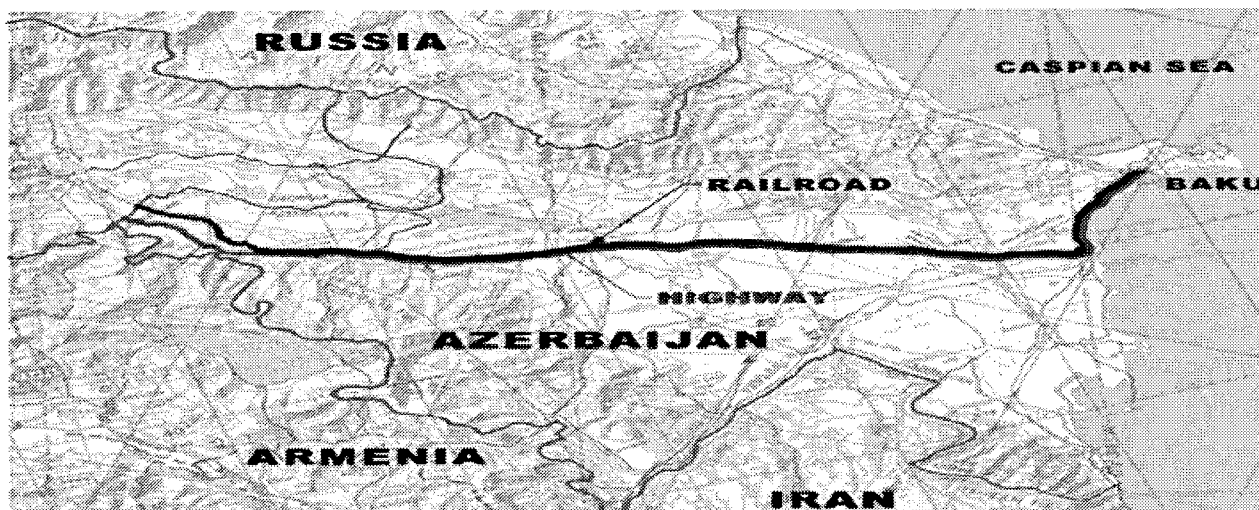 RUSSIA
CASPIAN SEA
RAILROAD
BAKU
HIGHWAY
AZERBAIJAN
ARMENIA
IRAN